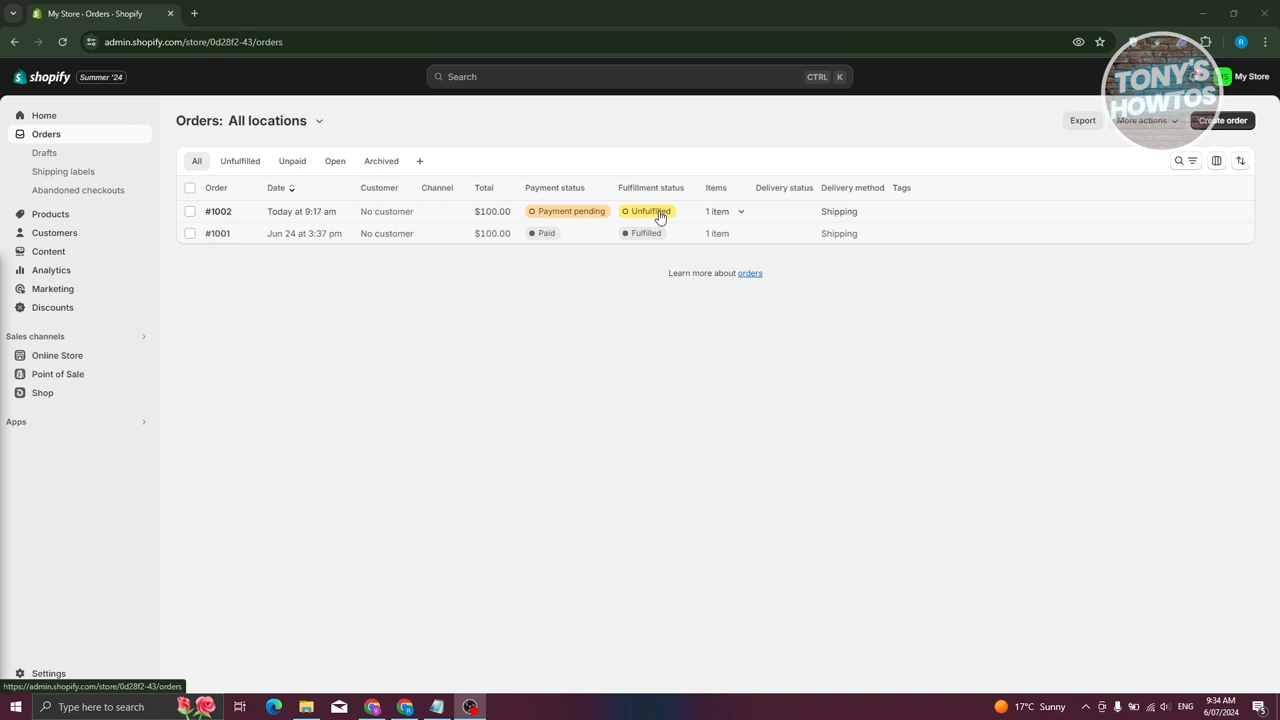 My Store · Orders · Shopify
admin.shopify.com/store/0d28f2-43/orders
R
shopify
Summer '24
Search
CTRL K
My Store
TONY'S
HOWTOS
Home
Orders
Drafts
Shipping labels
Abandoned checkouts
Products
Customers
Content
Analytics
Marketing
Discounts
Sales channels
Online Store
Point of Sale
Shop
Apps
Settings
Orders: All locations
Export
More actions
Create order
All Unfulfilled Unpaid Open Archived +
Order Date Customer Channel Total Payment status Fulfillment status Items Delivery status Delivery method Tags
#1002 Today at 9:17 am No customer $100.00 Payment pending Unfulfilled 1 item Shipping
#1001 Jun 24 at 3:37 pm No customer $100.00 Paid Fulfilled 1 item Shipping
Learn more about orders
https://admin.shopify.com/store/0d28f2-43/orders
Type here to search
17°C Sunny
ENG
9:34 AM
6/07/2024